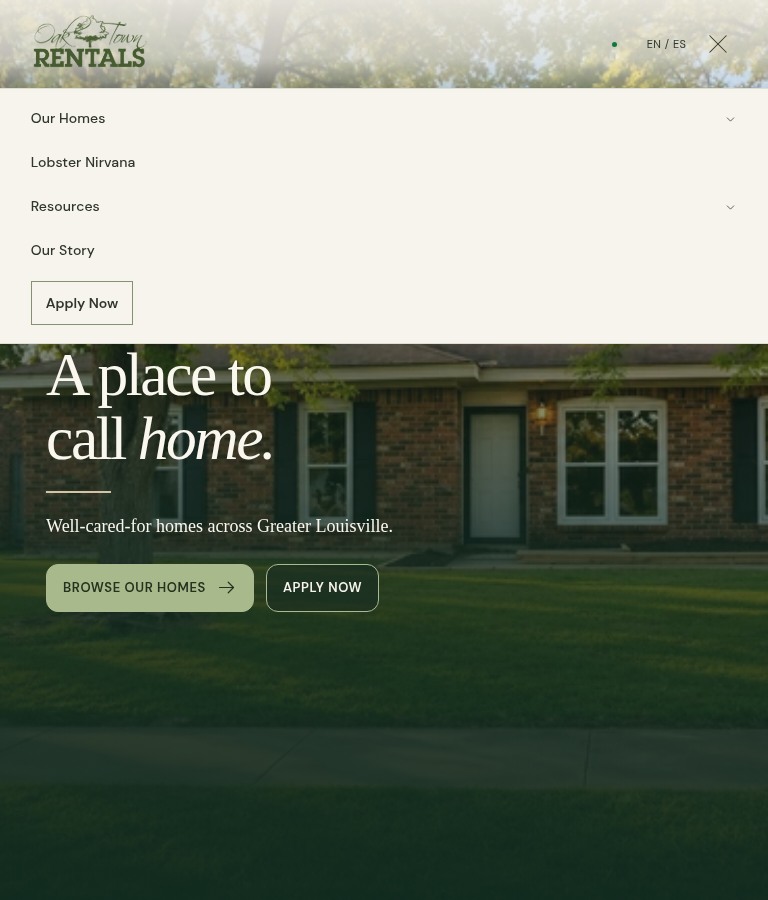 Oak Town
RENTALS
EN / ES
Our Homes
Lobster Nirvana
Resources
Our Story
Apply Now
A place to
call home.
Well-cared-for homes across Greater Louisville.
BROWSE OUR HOMES
APPLY NOW